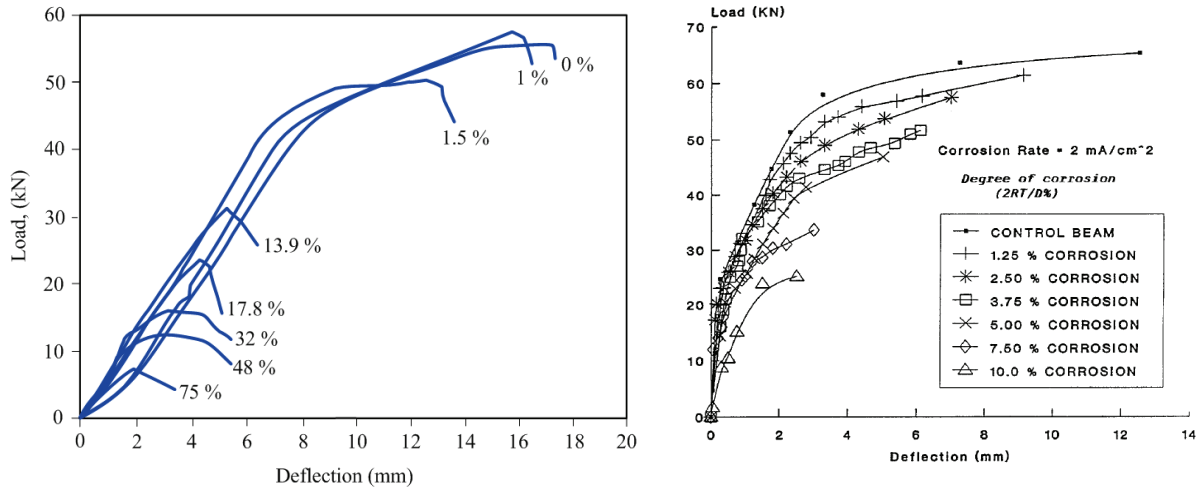 60
50
40
30
20
10
0
Load, (kN)
0 2 4 6 8 10 12 14 16 18 20
Deflection (mm)
1 %
0 %
1.5 %
13.9 %
17.8 %
32 %
48 %
75 %
Load (KN)
70
60
50
40
30
20
10
0
0 2 4 6 8 10 12 14
Deflection (mm)
Corrosion Rate = 2 mA/cm^2
Degree of corrosion
(2RT/D%)
CONTROL BEAM
1.25 % CORROSION
2.50 % CORROSION
3.75 % CORROSION
5.00 % CORROSION
7.50 % CORROSION
10.0 % CORROSION